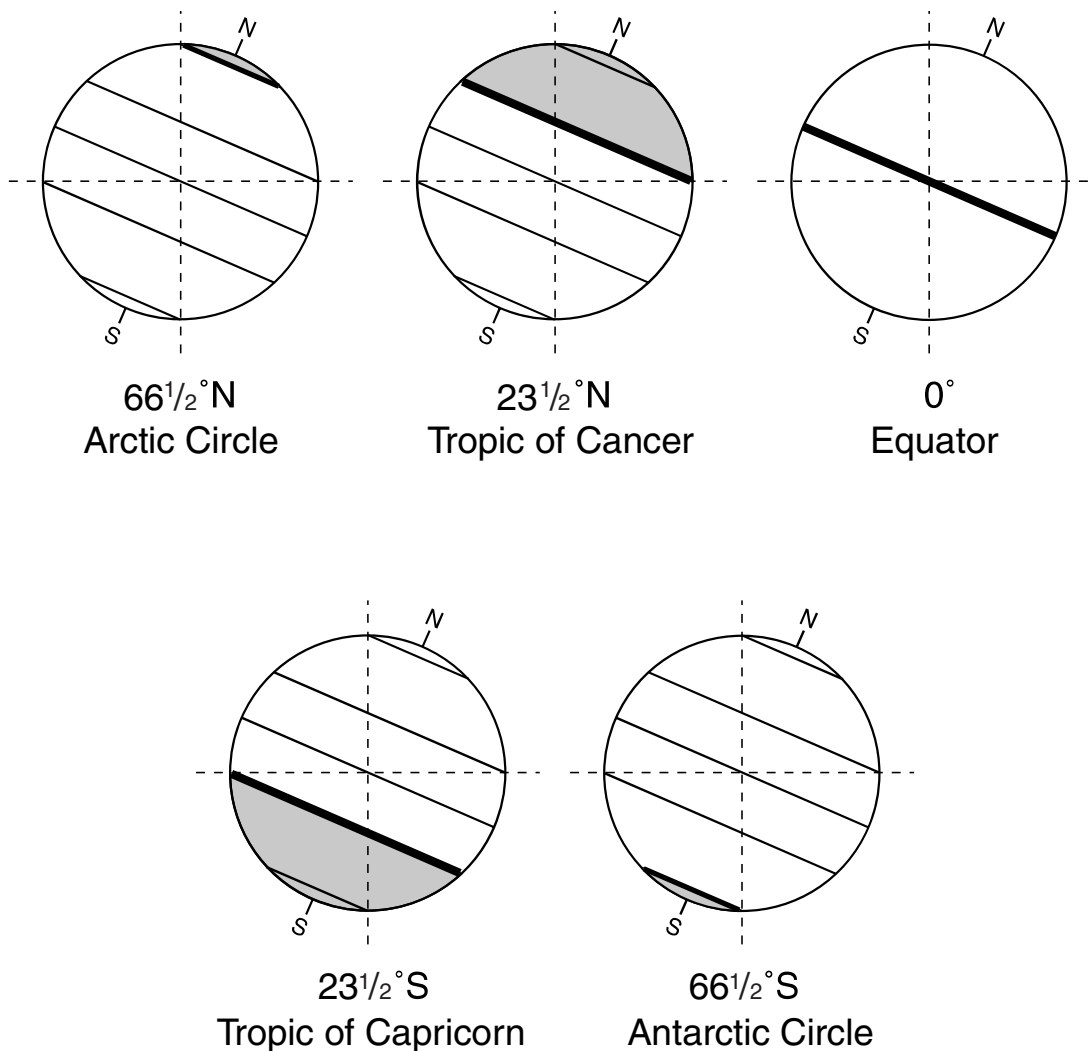 N
N
N
S
S
S
66½°N
23½°N
0°
Arctic Circle
Tropic of Cancer
Equator
N
N
S
S
23½°S
66½°S
Tropic of Capricorn
Antarctic Circle